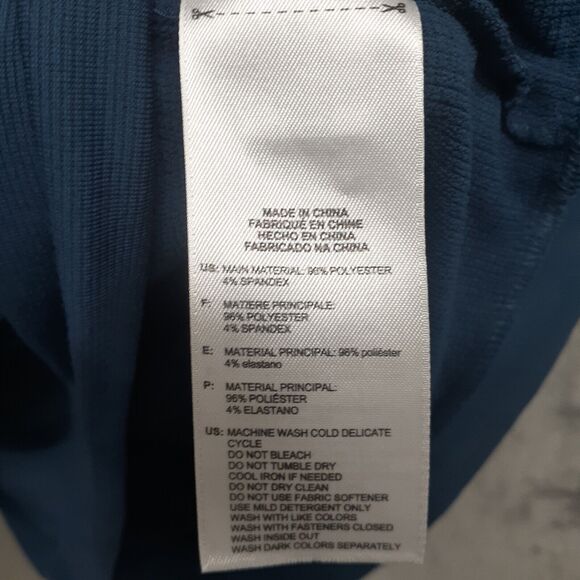 MADE IN CHINA
FABRIQUÉ EN CHINE
HECHO EN CHINA
FABRICADO NA CHINA
US: MAIN MATERIAL: 96% POLYESTER
4% SPANDEX
F: MATIERE PRINCIPALE:
96% POLYESTER
4% SPANDEX
E: MATERIAL PRINCIPAL: 96% poliéster
4% elastano
P: MATERIAL PRINCIPAL:
96% POLIÉSTER
4% ELASTANO
US: MACHINE WASH COLD DELICATE
CYCLE
DO NOT BLEACH
DO NOT TUMBLE DRY
COOL IRON IF NEEDED
DO NOT DRY CLEAN
DO NOT USE FABRIC SOFTENER
USE MILD DETERGENT ONLY
WASH WITH LIKE COLORS
WASH WITH FASTENERS CLOSED
WASH INSIDE OUT
WASH DARK COLORS SEPARATELY